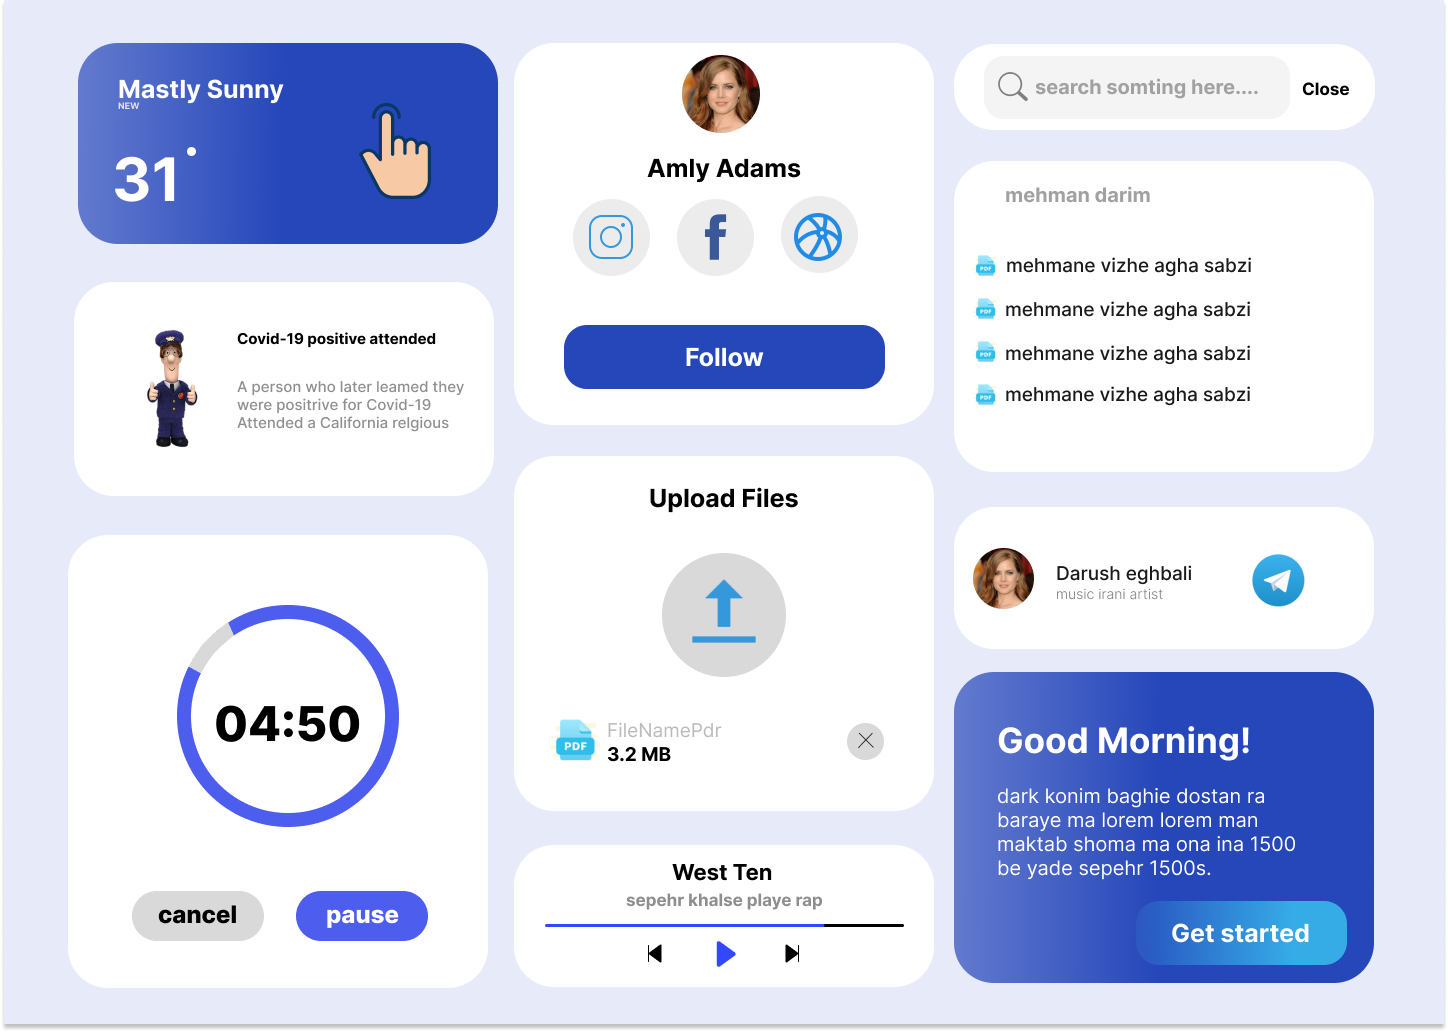 Mastly Sunny
NEW
31°
Covid-19 positive attended
A person who later leamed they
were positrive for Covid-19
Attended a California relgious
04:50
cancel
pause
Amly Adams
Follow
Upload Files
PDF
FileNamePdr
3.2 MB
West Ten
sepehr khalse playe rap
search somting here....
Close
mehman darim
PDF mehmane vizhe agha sabzi
PDF mehmane vizhe agha sabzi
PDF mehmane vizhe agha sabzi
PDF mehmane vizhe agha sabzi
Darush eghbali
music irani artist
Good Morning!
dark konim baghie dostan ra
baraye ma lorem lorem man
maktab shoma ma ona ina 1500
be yade sepehr 1500s.
Get started